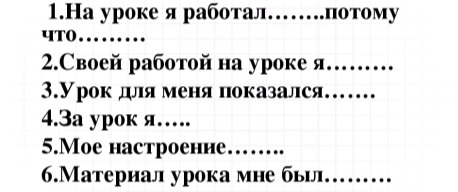 1.На уроке я работал……..потому
что………
2.Своей работой на уроке я………
3.Урок для меня показался…….
4.За урок я…..
5.Мое настроение……..
6.Материал урока мне был………